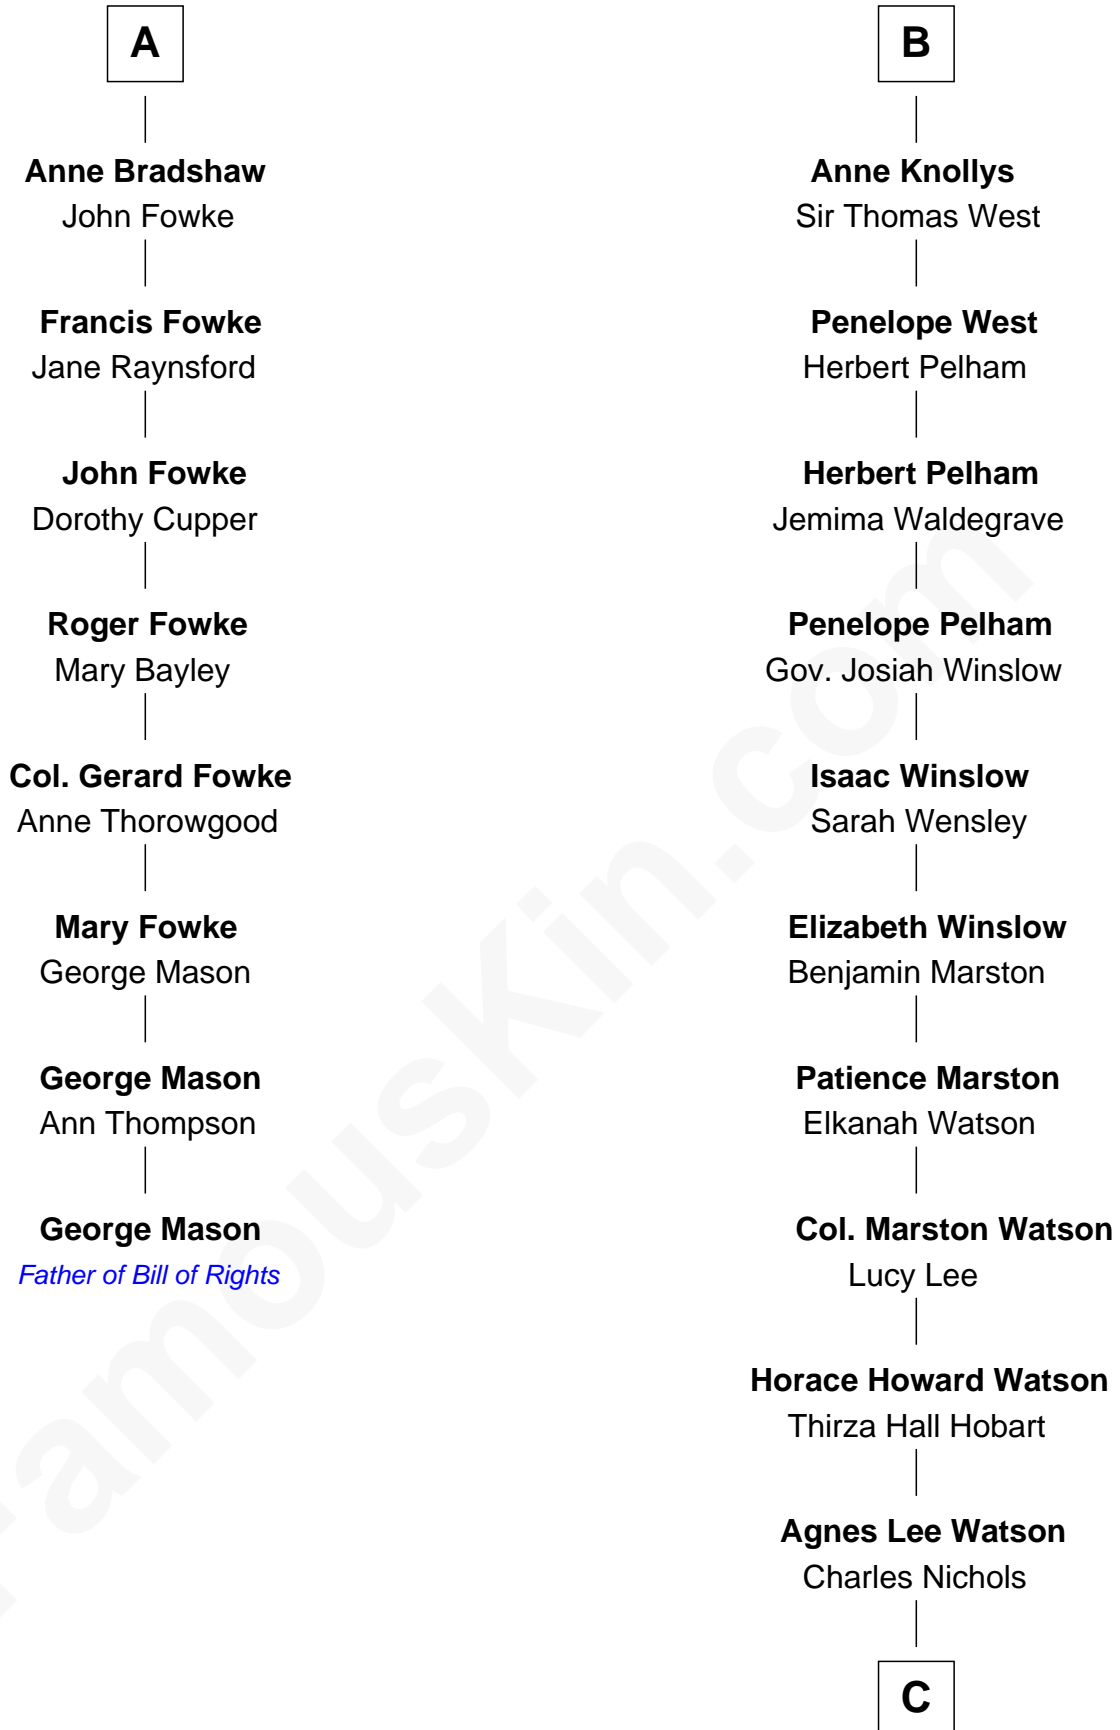 A
Anne Bradshaw
John Fowke
Francis Fowke
Jane Raynsford
John Fowke
Dorothy Cupper
Roger Fowke
Mary Bayley
Col. Gerard Fowke
Anne Thorowgood
Mary Fowke
George Mason
George Mason
Ann Thompson
George Mason
Father of Bill of Rights
B
Anne Knollys
Sir Thomas West
Penelope West
Herbert Pelham
Herbert Pelham
Jemima Waldegrave
Penelope Pelham
Gov. Josiah Winslow
Isaac Winslow
Sarah Wensley
Elizabeth Winslow
Benjamin Marston
Patience Marston
Elkanah Watson
Col. Marston Watson
Lucy Lee
Horace Howard Watson
Thirza Hall Hobart
Agnes Lee Watson
Charles Nichols
C
FamousKin.com